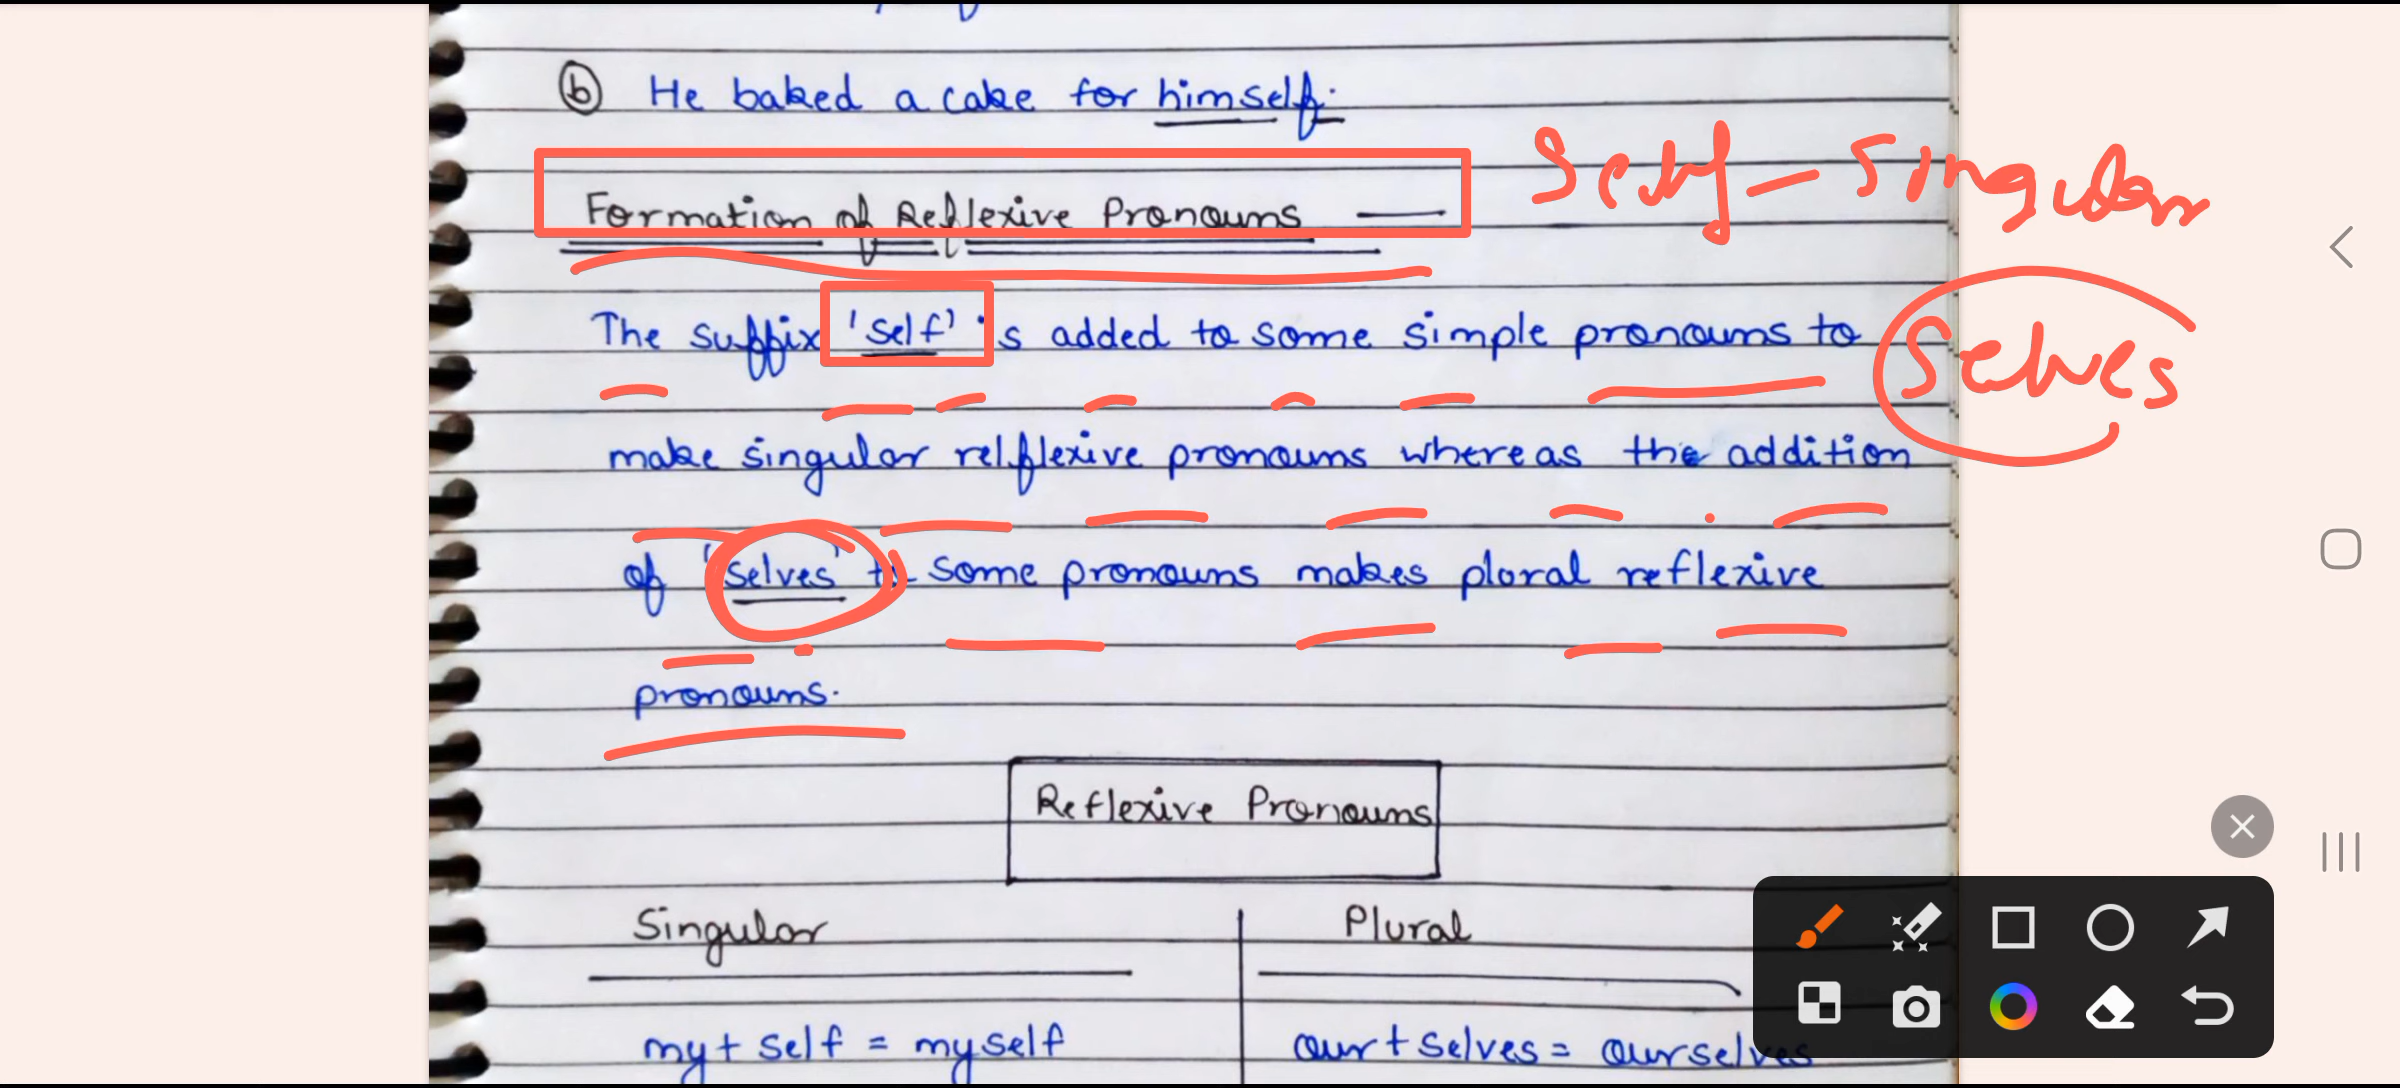 ⓑ He baked a cake for himself.
Formation of Reflexive Pronouns —
Self - Singular
The suffix 'self' is added to some simple pronouns to
Selves
make singular relflexive pronouns whereas the addition
of 'selves' to some pronouns makes ploral reflexive
pronouns.
Reflexive Pronouns
Singular Plural
my + self = myself our + selves = ourselves